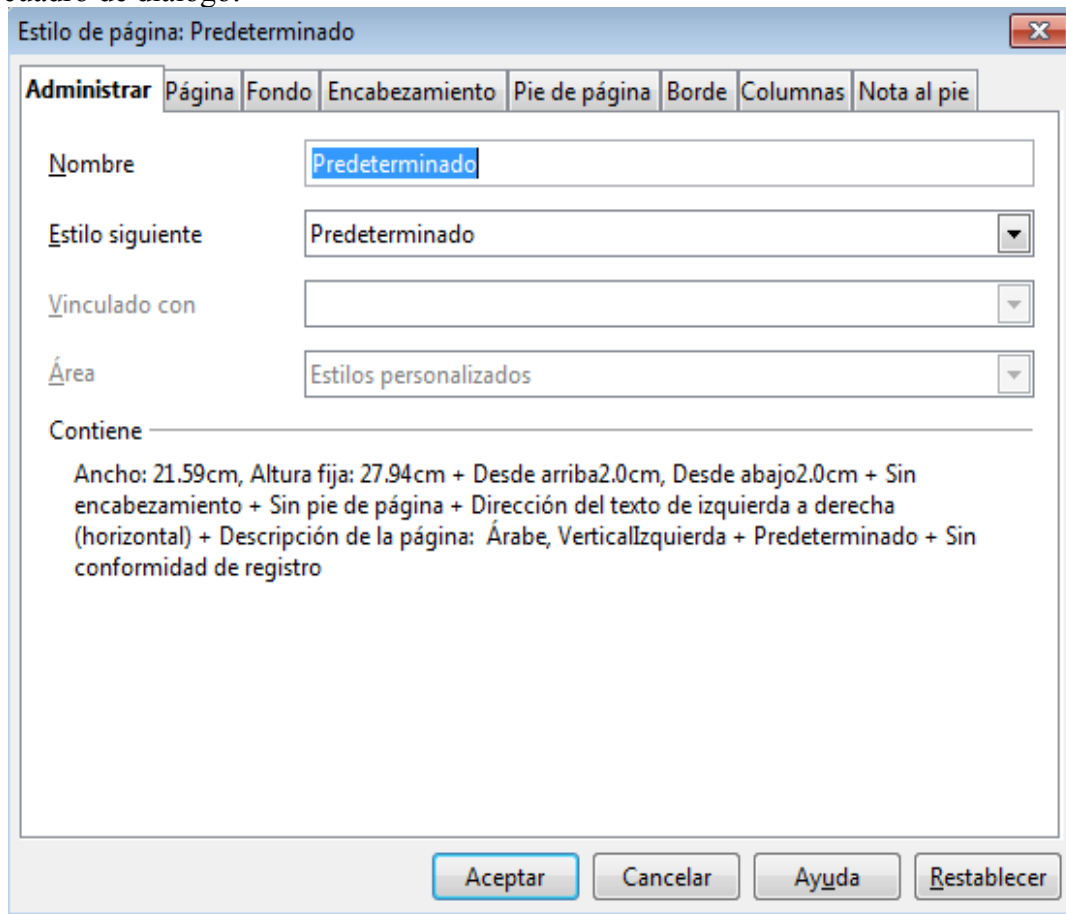 cuadro de diálogo.
Estilo de página: Predeterminado
Administrar Página Fondo Encabezamiento Pie de página Borde Columnas Nota al pie
Nombre Predeterminado
Estilo siguiente Predeterminado
Vinculado con
Área Estilos personalizados
Contiene
Ancho: 21.59cm, Altura fija: 27.94cm + Desde arriba2.0cm, Desde abajo2.0cm + Sin
encabezamiento + Sin pie de página + Dirección del texto de izquierda a derecha
(horizontal) + Descripción de la página: Árabe, VerticalIzquierda + Predeterminado + Sin
conformidad de registro
Aceptar Cancelar Ayuda Restablecer